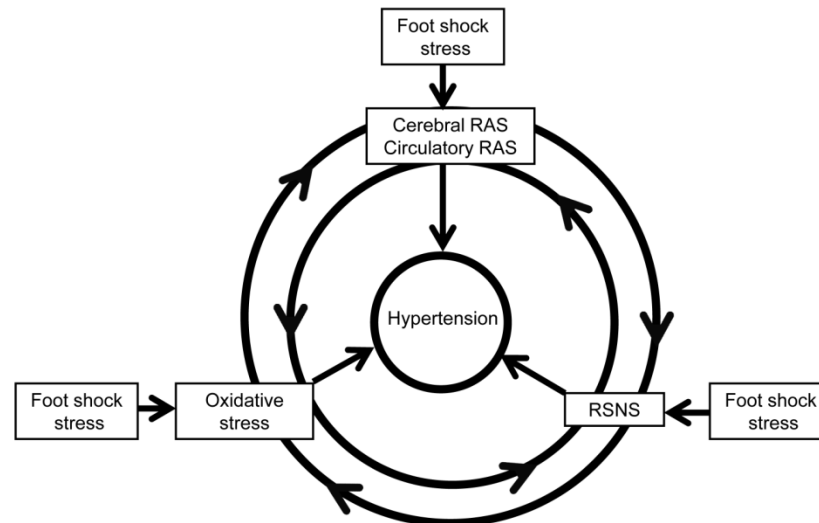 Foot shock
stress
Cerebral RAS
Circulatory RAS
Hypertension
Foot shock
stress
Oxidative
stress
RSNS
Foot shock
stress